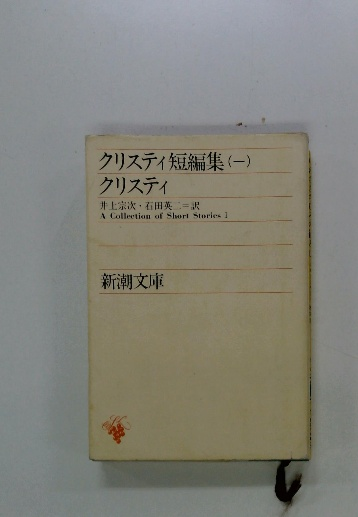 クリスティ短編集(一)
クリスティ
井上宗次・石田英二=訳
A Collection of Short Stories 1
新潮文庫